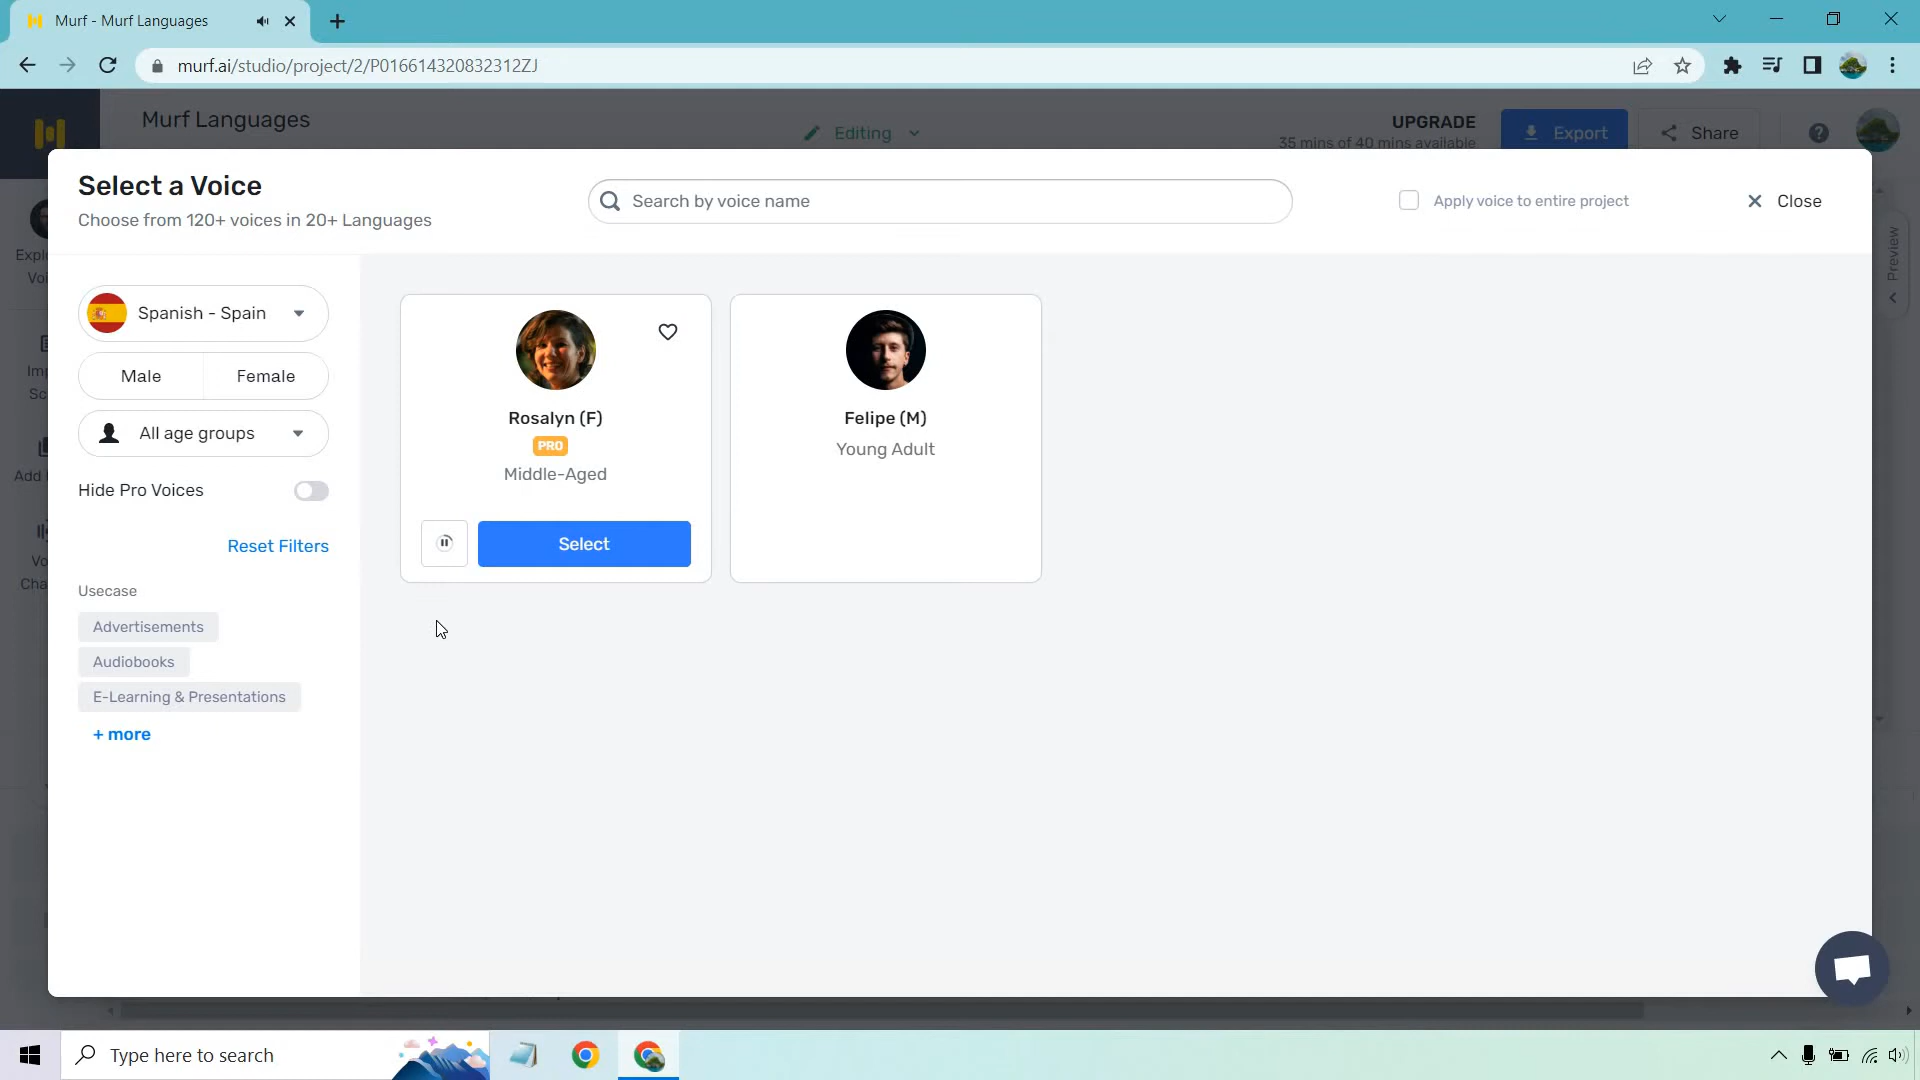 Murf - Murf Languages
murf.ai/studio/project/2/P016614320832312ZJ
Murf Languages
Editing
UPGRADE
35 mins of 40 mins available
Export
Share
Select a Voice
Choose from 120+ voices in 20+ Languages
Search by voice name
Apply voice to entire project
Close
Preview
Spanish - Spain
Male
Female
All age groups
Hide Pro Voices
Reset Filters
Usecase
Advertisements
Audiobooks
E-Learning & Presentations
+ more
Rosalyn (F)
PRO
Middle-Aged
Select
Felipe (M)
Young Adult
Type here to search